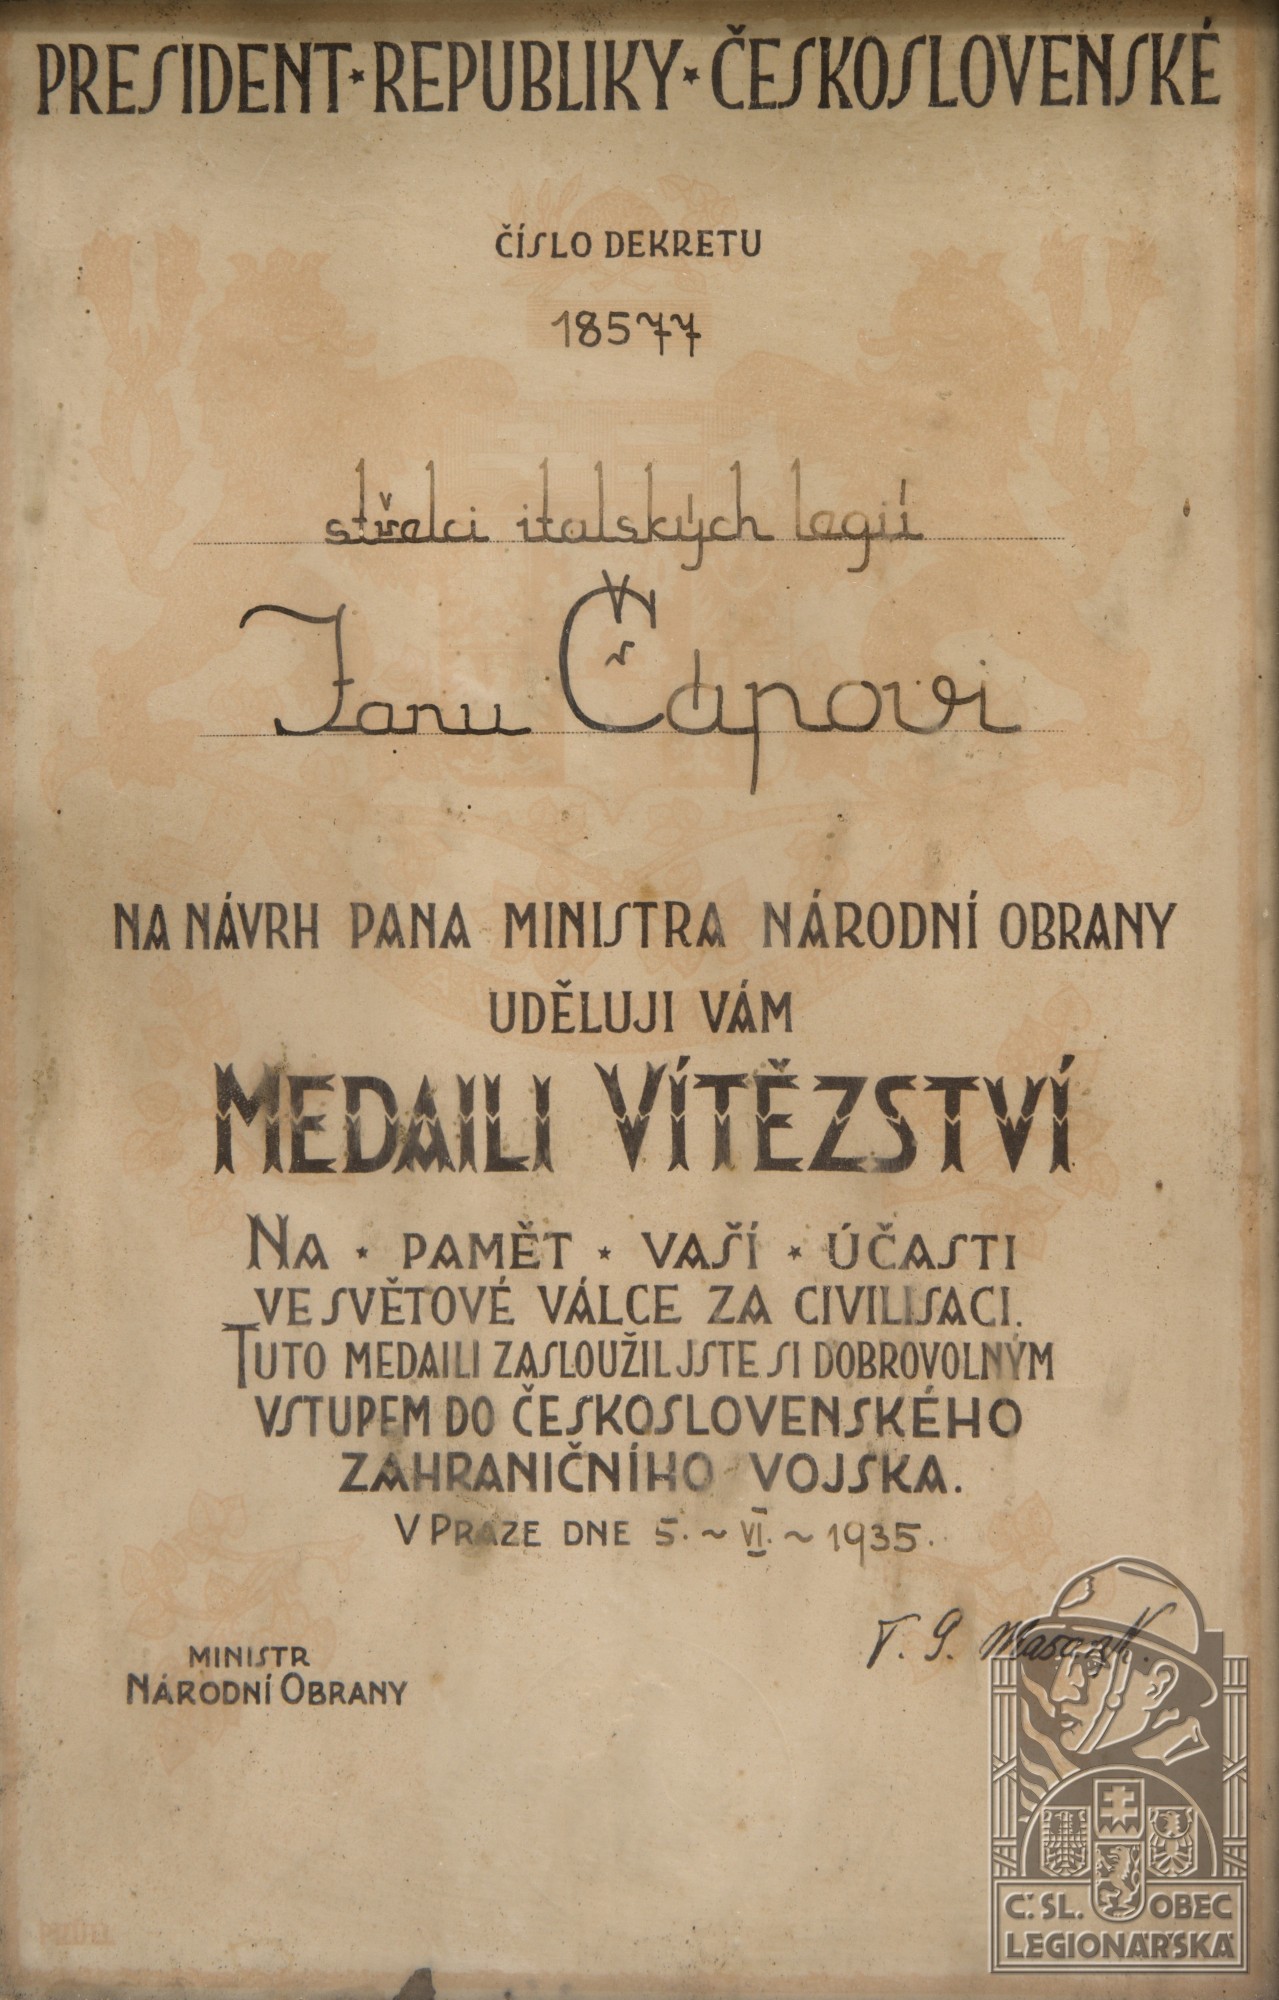 PRESIDENT ★ REPUBLIKY ★ ČESKOSLOVENSKÉ
ČÍSLO DEKRETU
18577
střelci italských legií
Janu Čápovi
NA NÁVRH PANA MINISTRA NÁRODNÍ OBRANY
UDĚLUJI VÁM
MEDAILI VÍTĚZSTVÍ
NA ★ PAMĚT ★ VAŠÍ ★ ÚČASTI
VE SVĚTOVÉ VÁLCE ZA CIVILISACI.
TUTO MEDAILI ZASLOUŽIL JSTE SI DOBROVOLNÝM
VSTUPEM DO ČESKOSLOVENSKÉHO
ZAHRANIČNÍHO VOJSKA.
V PRAZE DNE 5. ~ VI. ~ 1935.
T. G. Masaryk.
MINISTR
NÁRODNÍ OBRANY
Č. SL. OBEC
LEGIONÁŘSKÁ